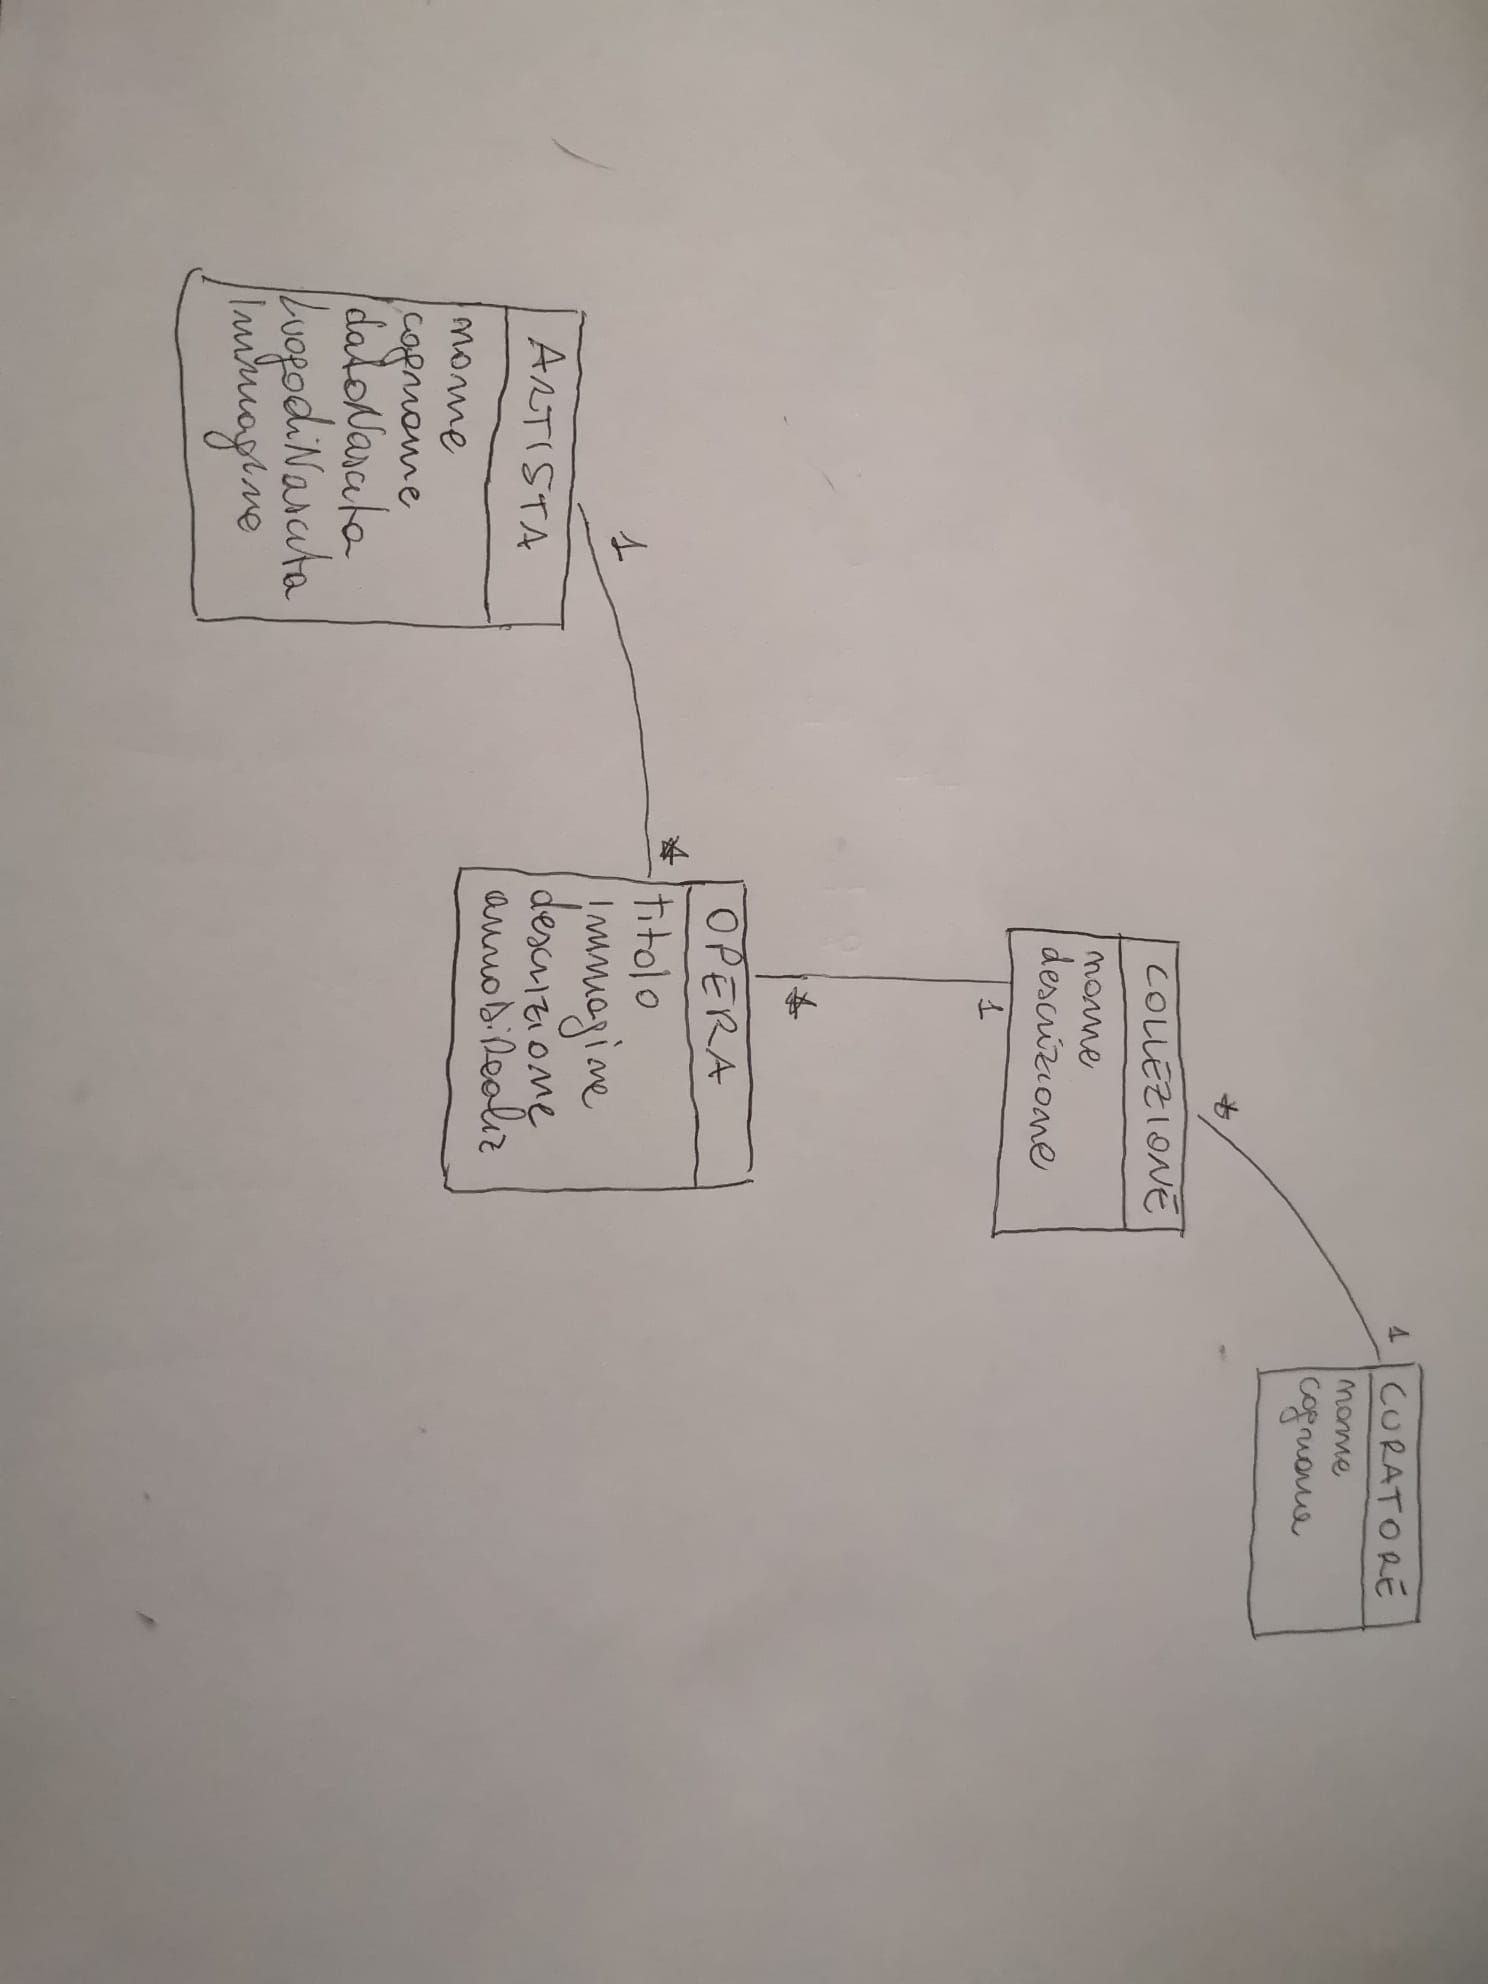 CURATORE
nome
cognome
1
*
COLLEZIONE
nome
descrizione
1
*
OPERA
titolo
immagine
descrizione
annoDiRealiz
*
1
ARTISTA
nome
cognome
dataNascita
luogodiNascita
immagine